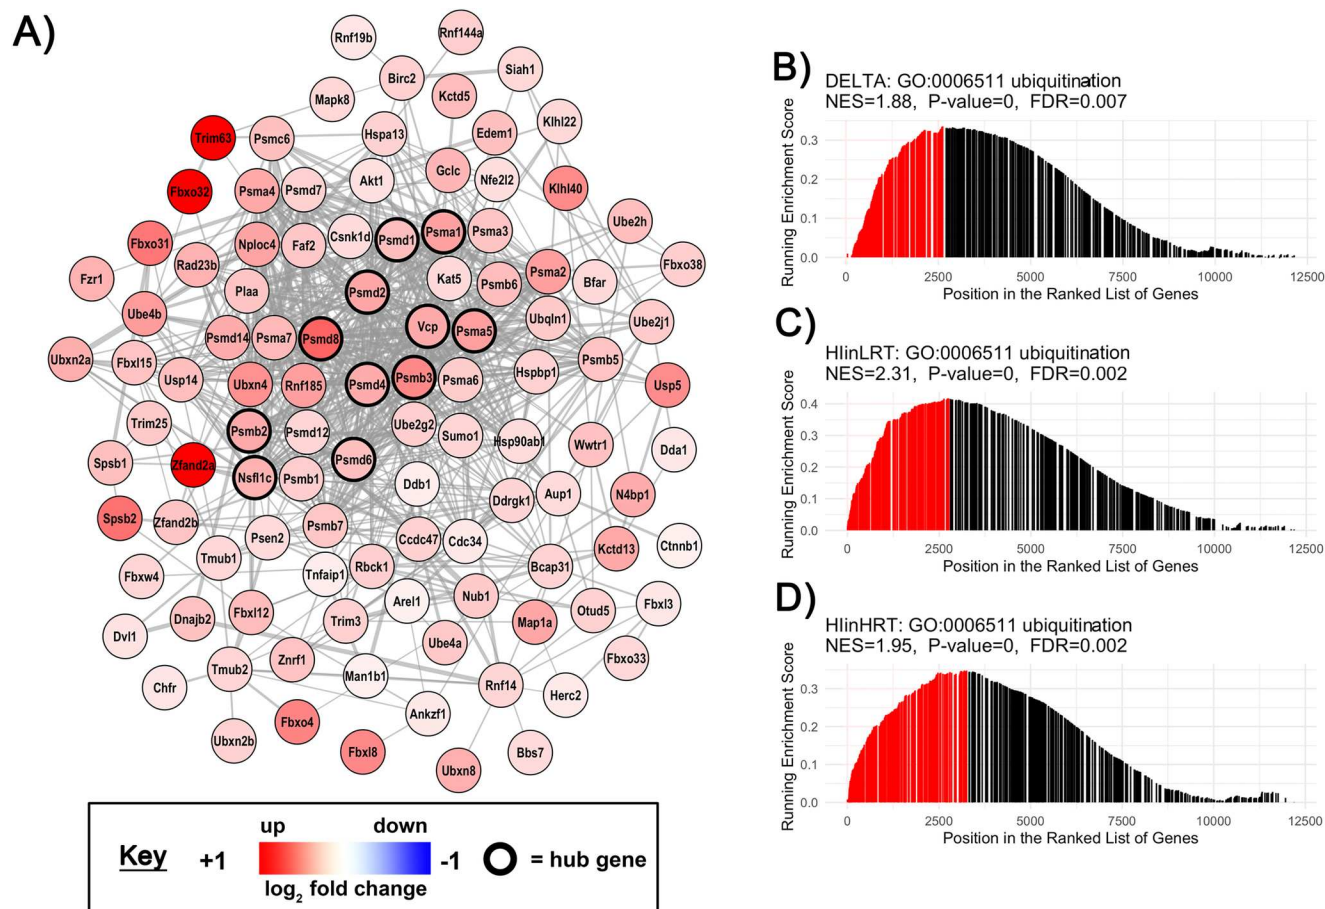 A)
Rnf19b
Rnf144a
Birc2
Siah1
Mapk8
Kctd5
Klhl22
Trim63
Psmc6
Hspa13
Edem1
Fbxo32
Psma4
Psmd7
Akt1
Gclc
Nfe2l2
Klhl40
Fbxo31
Nploc4
Faf2
Csnk1d
Psmd1
Psma1
Psma3
Ube2h
Fzr1
Rad23b
Plaa
Psmd2
Kat5
Psmb6
Psma2
Bfar
Fbxo38
Ube4b
Psmd14
Psma7
Psmd8
Vcp
Psma5
Ubqln1
Ube2j1
Ubxn2a
Fbxl15
Usp14
Ubxn4
Rnf185
Psmd4
Psmb3
Psma6
Hspbp1
Psmb5
Usp5
Trim25
Psmb2
Psmd12
Ube2g2
Sumo1
Hsp90ab1
Wwtr1
Dda1
Spsb1
Zfand2a
Nsfl1c
Psmb1
Psmd6
Ddb1
Ddrgk1
Aup1
N4bp1
Spsb2
Zfand2b
Psen2
Psmb7
Ccdc47
Cdc34
Kctd13
Ctnnb1
Fbxw4
Tmub1
Tnfaip1
Rbck1
Bcap31
Dvl1
Dnajb2
Fbxl12
Trim3
Arel1
Nub1
Map1a
Otud5
Fbxl3
Chfr
Tmub2
Znrf1
Man1b1
Ube4a
Rnf14
Herc2
Fbxo33
Ubxn2b
Fbxo4
Fbxl8
Ankzf1
Ubxn8
Bbs7
up down
Key +1 -1 = hub gene
log2 fold change
B)
DELTA: GO:0006511 ubiquitination
NES=1.88, P-value=0, FDR=0.007
Running Enrichment Score
0.3
0.2
0.1
0.0
0 2500 5000 7500 10000 12500
Position in the Ranked List of Genes
C)
HIinLRT: GO:0006511 ubiquitination
NES=2.31, P-value=0, FDR=0.002
Running Enrichment Score
0.4
0.3
0.2
0.1
0.0
0 2500 5000 7500 10000 12500
Position in the Ranked List of Genes
D)
HIinHRT: GO:0006511 ubiquitination
NES=1.95, P-value=0, FDR=0.002
Running Enrichment Score
0.3
0.2
0.1
0.0
0 2500 5000 7500 10000 12500
Position in the Ranked List of Genes